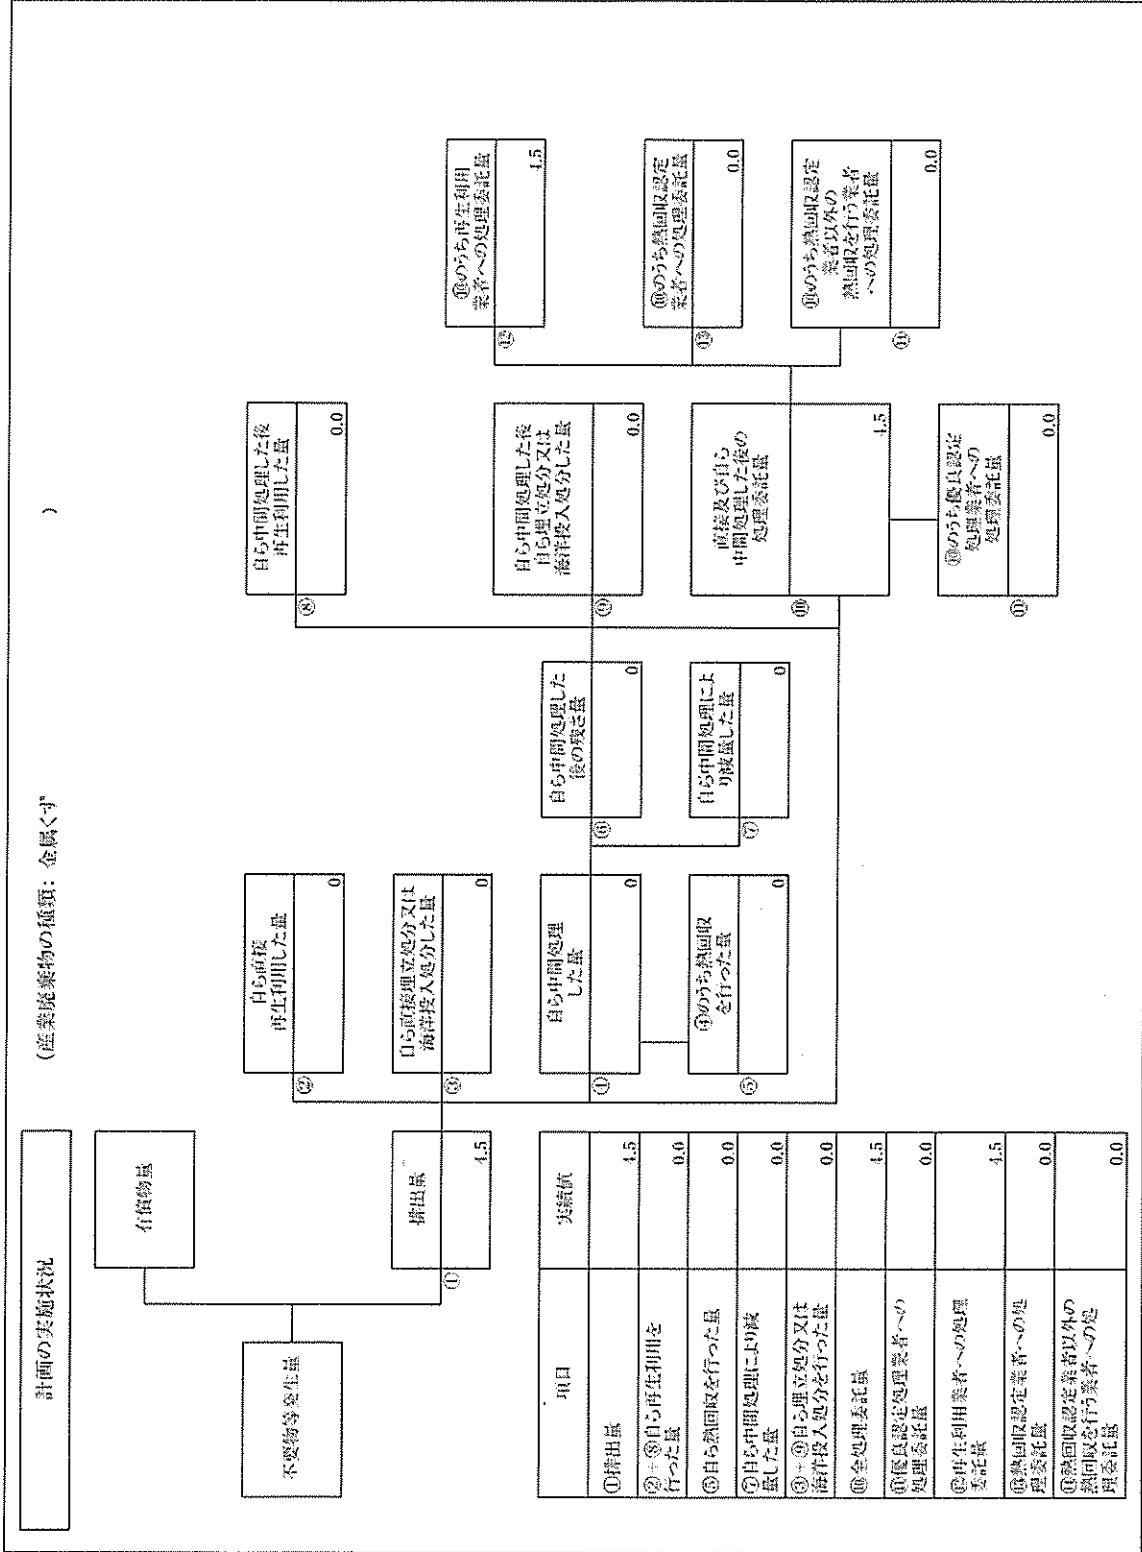 計画の実施状況
(産業廃棄物の種類: 金属くず
)
不要物等発生量
有償物量
排出量
①
4.5
自ら直接
再生利用した量
②
0
自ら直接埋立処分又は
海洋投入処分した量
③
0
自ら中間処理
した量
④
0
④のうち熱回収
を行った量
⑤
0
自ら中間処理した
後の残さ量
⑥
0
自ら中間処理によ
り減量した量
⑦
0
自ら中間処理した後
再生利用した量
⑧
0.0
自ら中間処理した後
自ら埋立処分又は
海洋投入処分した量
⑨
0.0
直接及び自ら
中間処理した後の
処理委託量
⑩
4.5
⑩のうち優良認定
処理業者への
処理委託量
⑪
0.0
⑩のうち再生利用
業者への処理委託量
⑫
4.5
⑩のうち熱回収認定
業者への処理委託量
⑬
0.0
⑩のうち熱回収認定
業者以外の
熱回収を行う業者
への処理委託量
⑭
0.0
項目 実績値
①排出量 4.5
②+⑧自ら再生利用を
行った量 0.0
⑤自ら熱回収を行った量 0.0
⑦自ら中間処理により減
量した量 0.0
③+⑨自ら埋立処分又は
海洋投入処分を行った量 0.0
⑩全処理委託量 4.5
⑪優良認定処理業者への
処理委託量 0.0
⑫再生利用業者への処理
委託量 4.5
⑬熱回収認定業者への処
理委託量 0.0
⑭熱回収認定業者以外の
熱回収を行う業者への処
理委託量 0.0